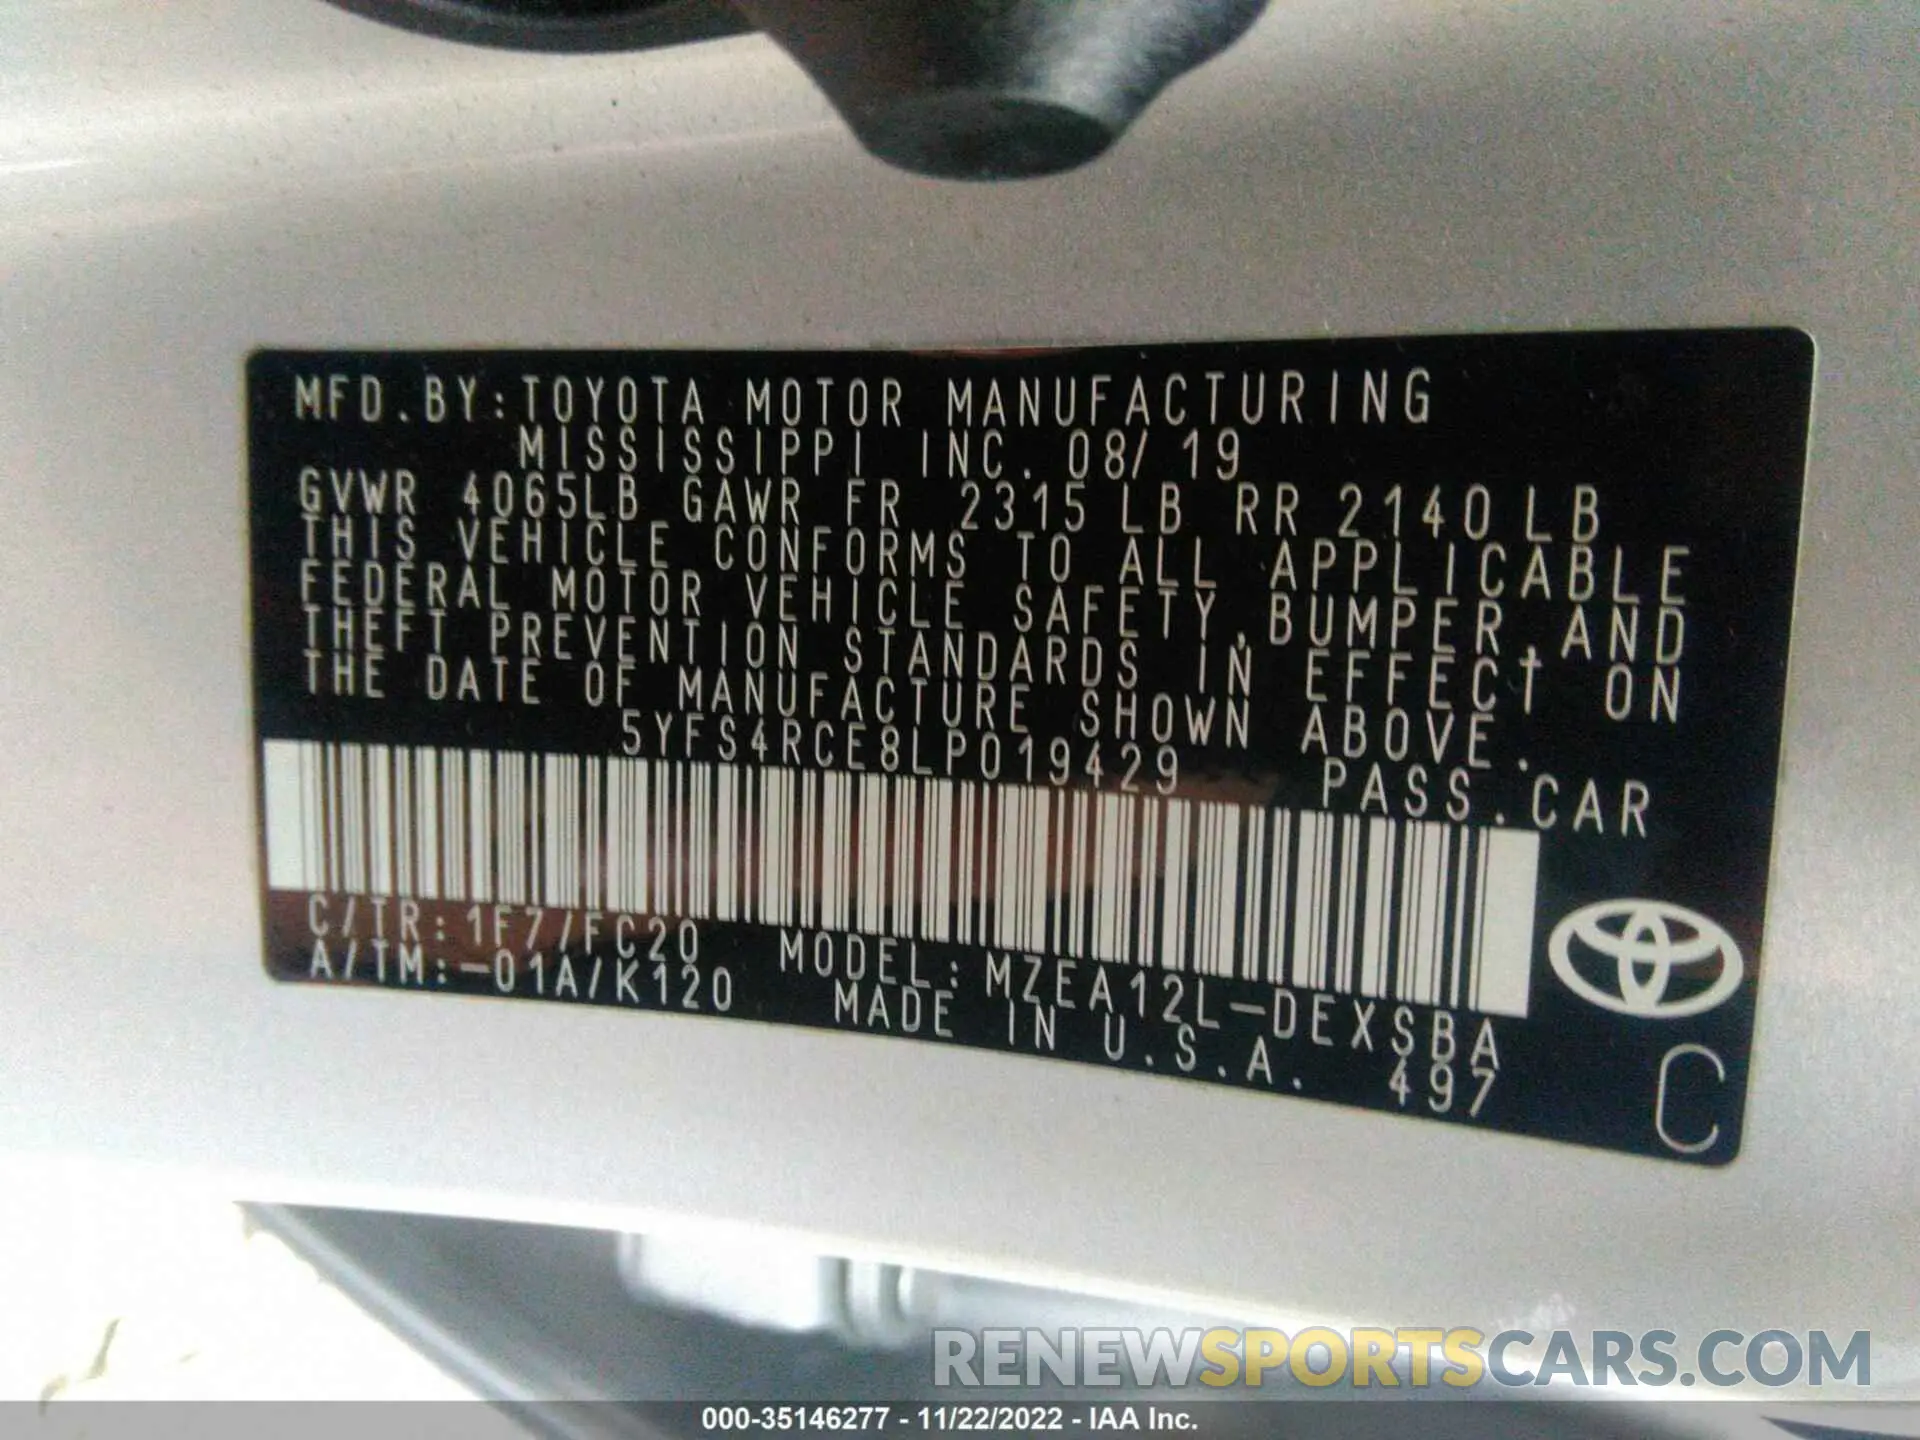 MFD.BY:TOYOTA MOTOR MANUFACTURING
MISSISSIPPI INC. 08/19
GVWR 4065LB GAWR FR 2315LB RR 2140LB
THIS VEHICLE CONFORMS TO ALL APPLICABLE
FEDERAL MOTOR VEHICLE SAFETY,BUMPER,AND
THEFT PREVENTION STANDARDS IN EFFECT ON
THE DATE OF MANUFACTURE SHOWN ABOVE.
5YFS4RCE8LP019429 PASS.CAR
C/TR:1F7/FC20 MODEL:MZEA12L-DEXSBA
A/TM:-01A/K120 MADE IN U.S.A. 497
C
RENEWSPORTSCARS.COM
000-35146277 - 11/22/2022 - IAA Inc.